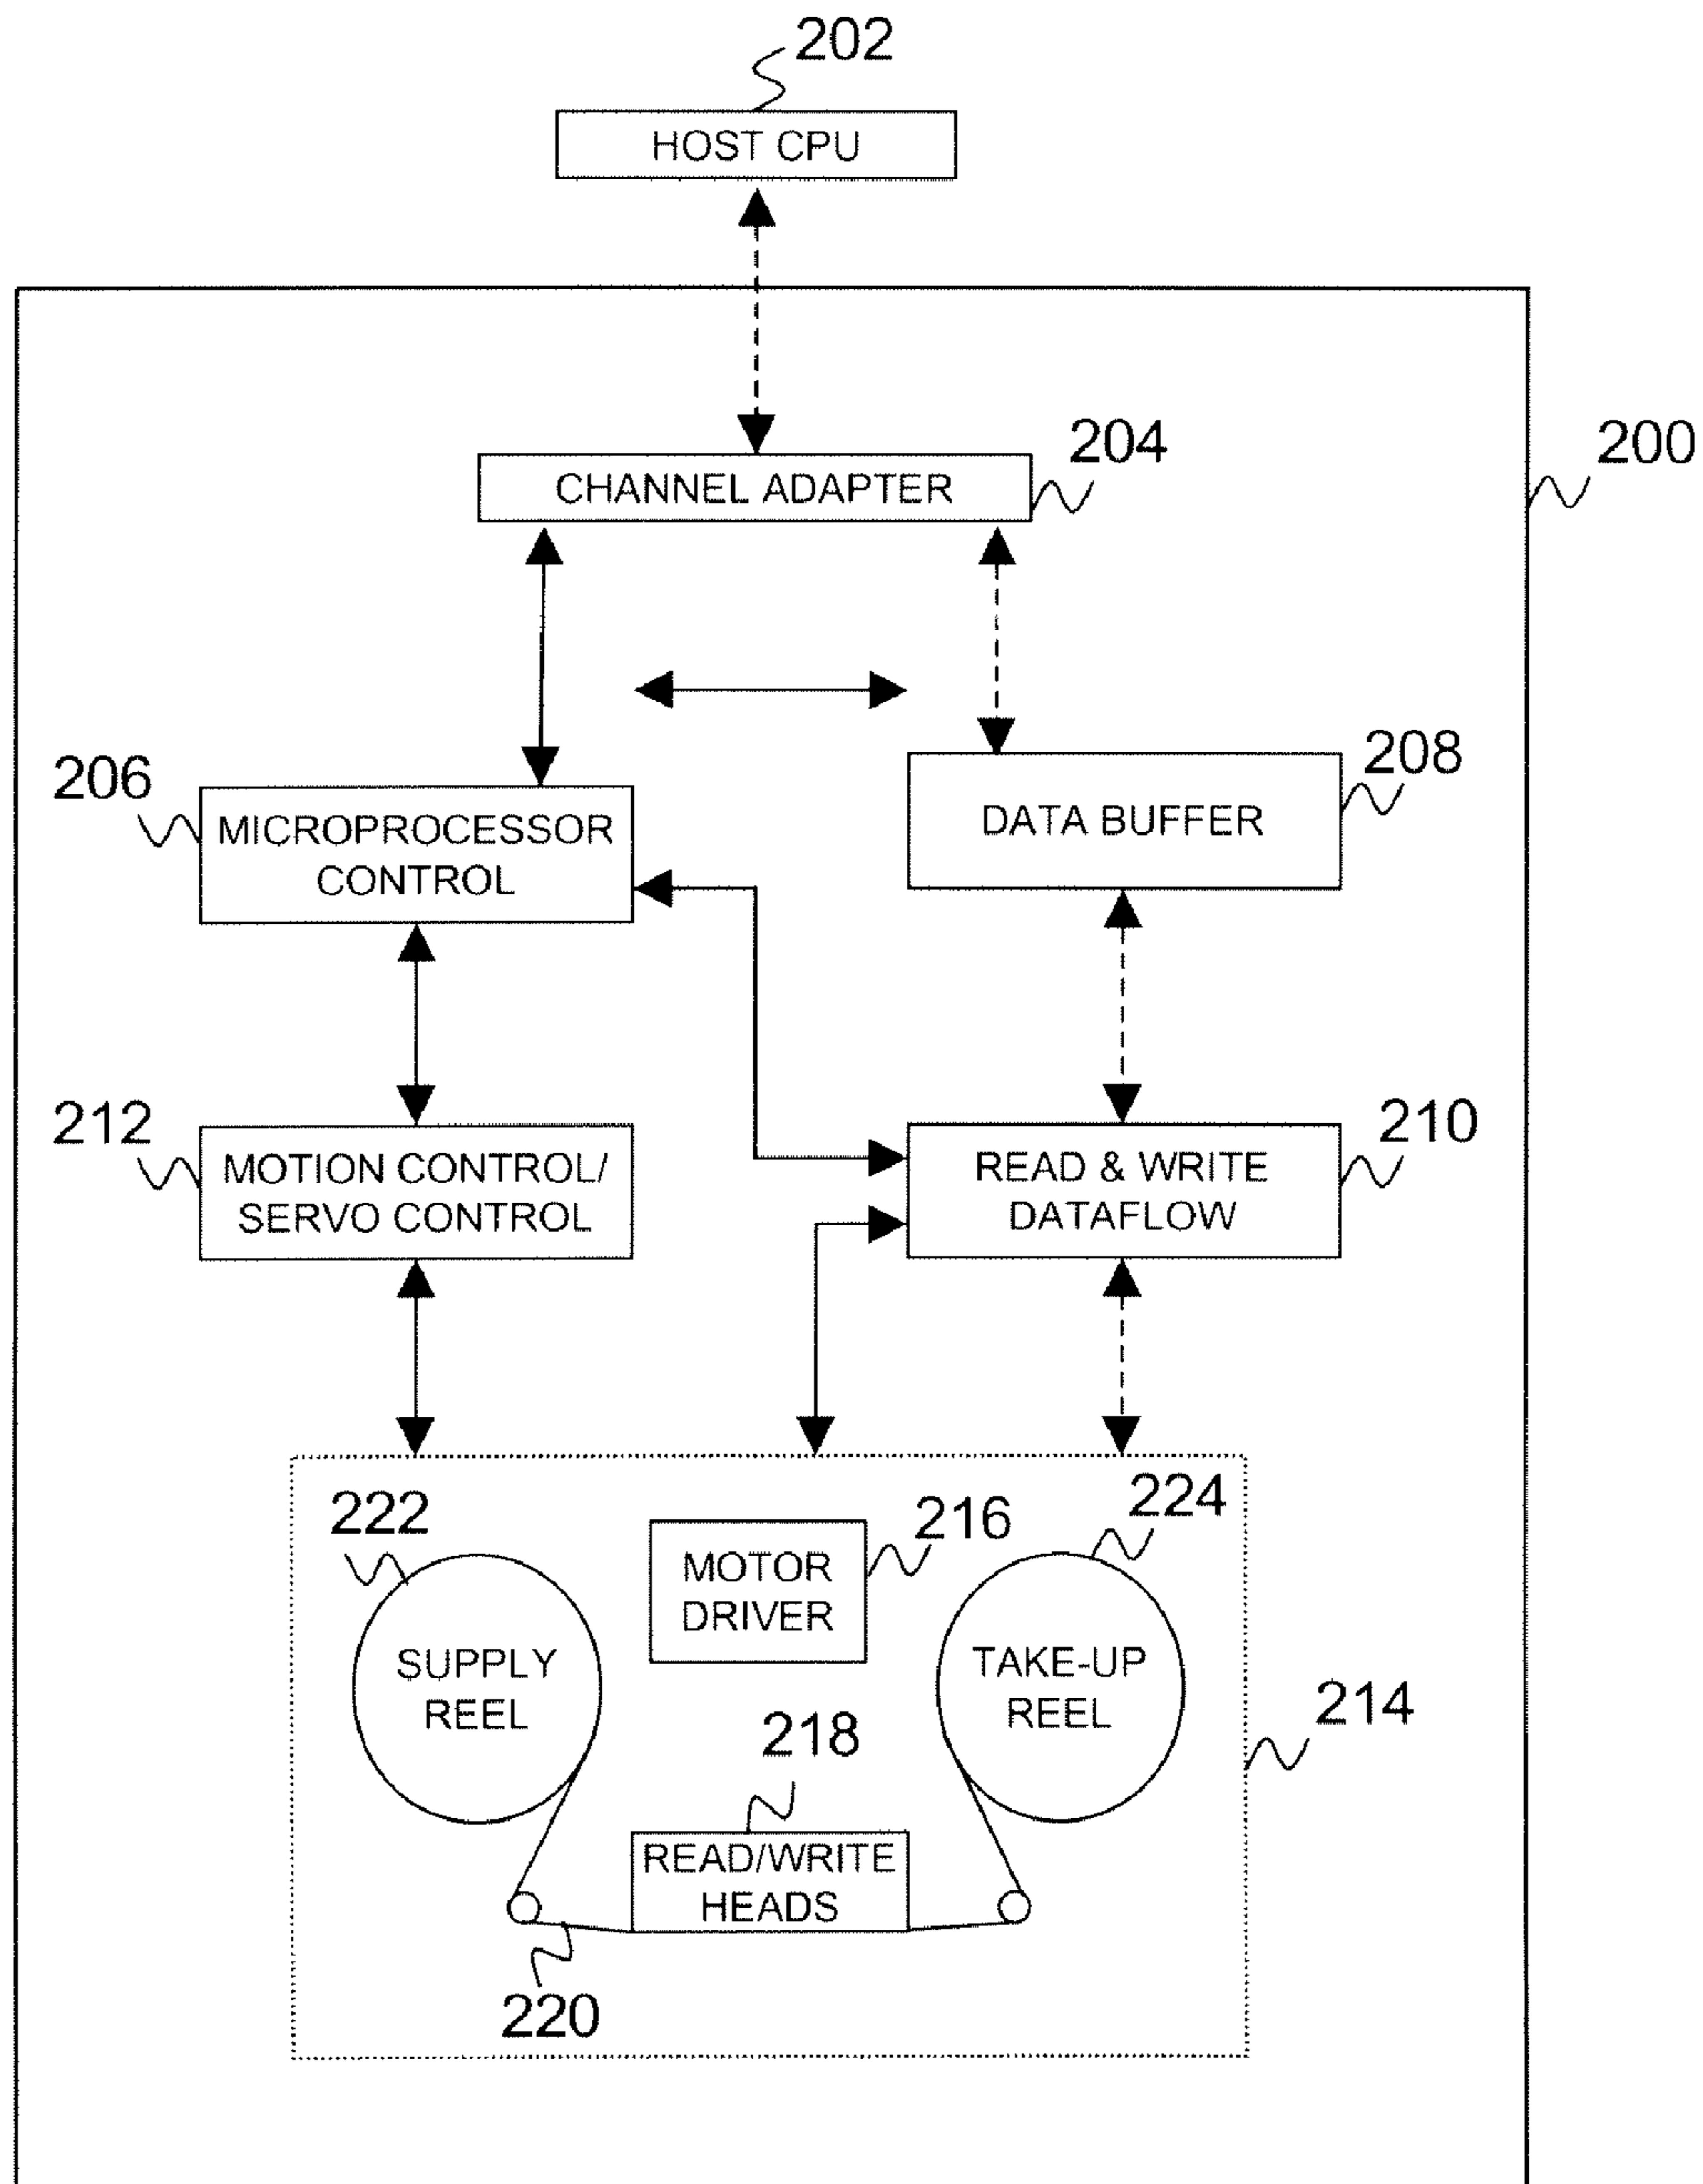 202
HOST CPU
204
200
CHANNEL ADAPTER
206
208
MICROPROCESSOR
CONTROL
DATA BUFFER
212
210
MOTION CONTROL/
SERVO CONTROL
READ & WRITE
DATAFLOW
222
216
224
MOTOR
DRIVER
SUPPLY
REEL
TAKE-UP
REEL
214
218
READ/WRITE
HEADS
220